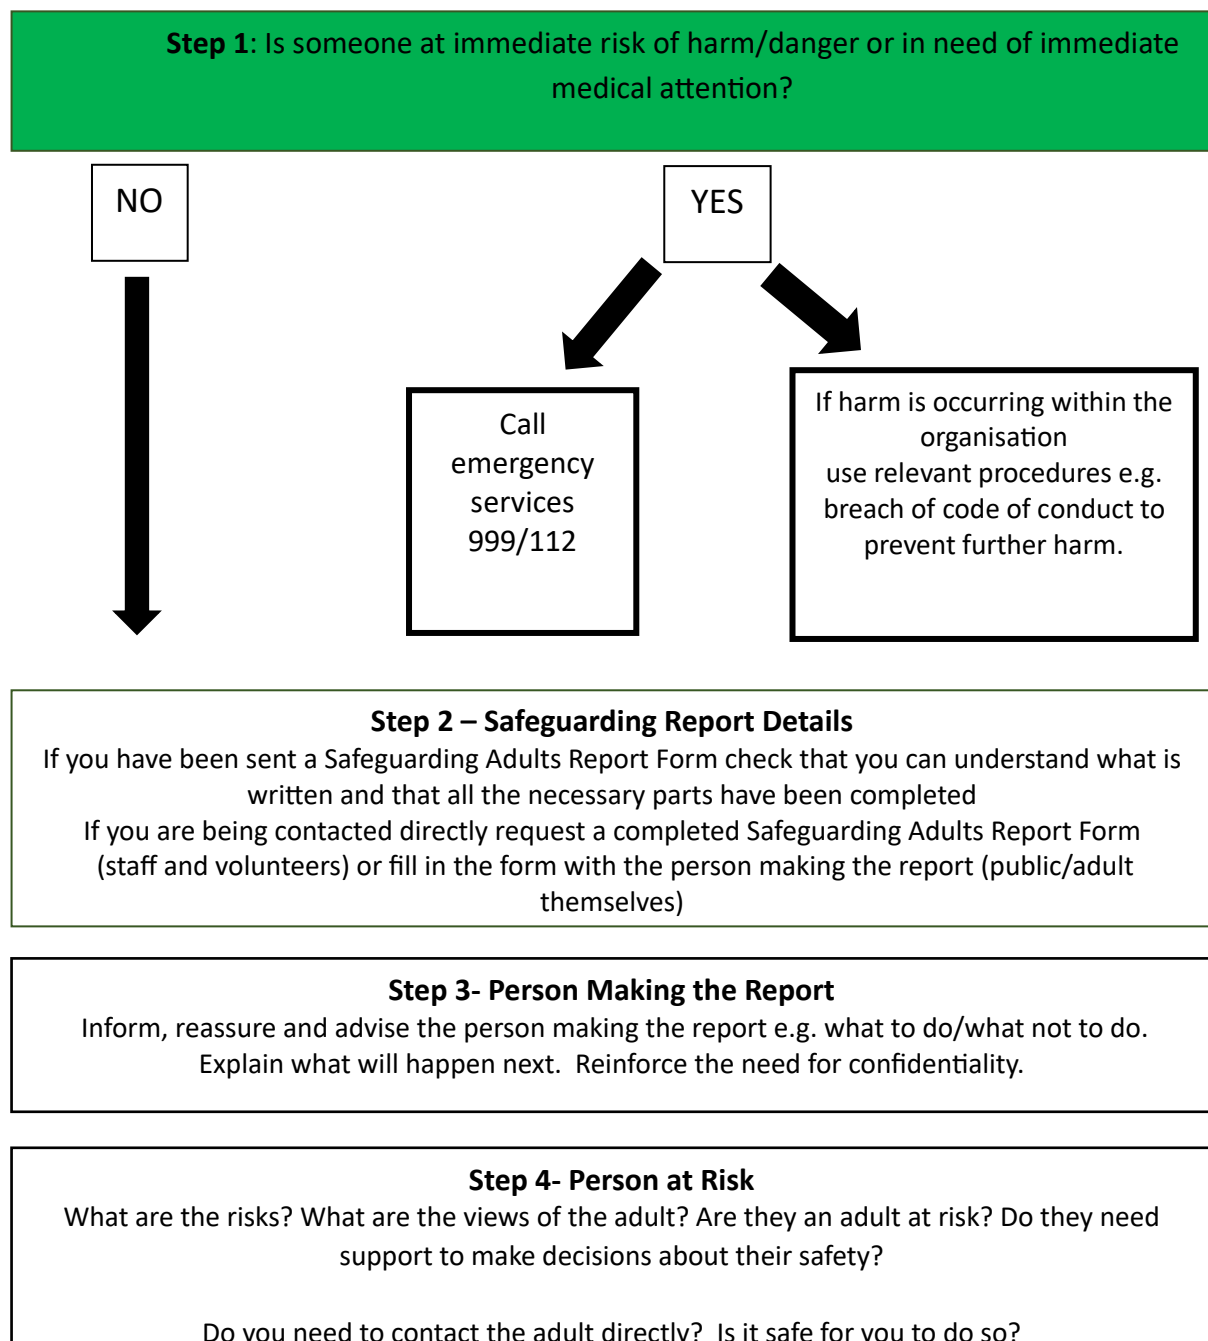 Step 1: Is someone at immediate risk of harm/danger or in need of immediate
medical attention?
NO
YES
Call
emergency
services
999/112
If harm is occurring within the
organisation
use relevant procedures e.g.
breach of code of conduct to
prevent further harm.
Step 2 – Safeguarding Report Details
If you have been sent a Safeguarding Adults Report Form check that you can understand what is
written and that all the necessary parts have been completed
If you are being contacted directly request a completed Safeguarding Adults Report Form
(staff and volunteers) or fill in the form with the person making the report (public/adult
themselves)
Step 3- Person Making the Report
Inform, reassure and advise the person making the report e.g. what to do/what not to do.
Explain what will happen next.  Reinforce the need for confidentiality.
Step 4- Person at Risk
What are the risks? What are the views of the adult? Are they an adult at risk? Do they need
support to make decisions about their safety?
Do you need to contact the adult directly?  Is it safe for you to do so?